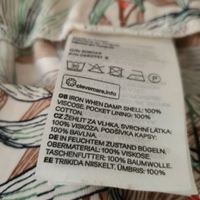 clevercare.info
GB IRON WHEN DAMP. SHELL: 100%
VISCOSE. POCKET LINING: 100%
COTTON.
CZ ŽEHLIT ZA VLHKA. SVRCHNÍ LÁTKA:
100% VISKÓZA. PODŠÍVKA KAPSY:
100% BAVLNA.
DE IN FEUCHTEM ZUSTAND BÜGELN.
OBERMATERIAL: 100% VISKOSE.
TASCHENFUTTER: 100% BAUMWOLLE.
EE TRIIKIDA NIISKELT. ÜMBRIS: 100%